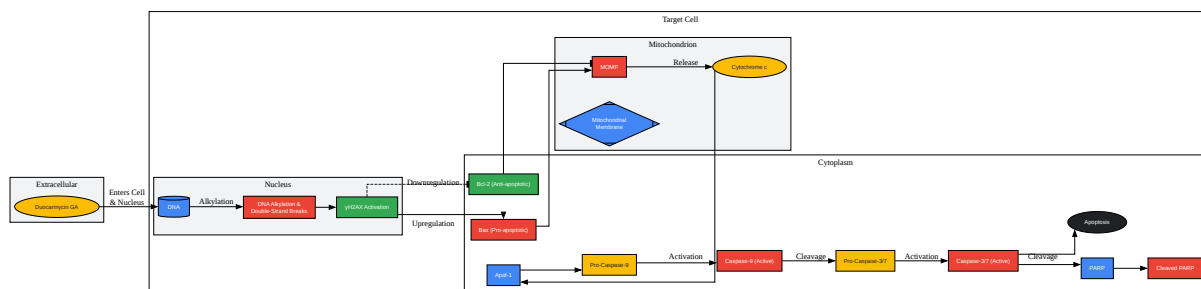 Target Cell
Mitochondrion
MOMP
Release
Cytochrome c
Mitochondrial
Membrane
Cytoplasm
Extracellular
Duocarmycin GA
Enters Cell
& Nucleus
Nucleus
DNA
Alkylation
DNA Alkylation &
Double-Strand Breaks
γH2AX Activation
Downregulation
Bcl-2 (Anti-apoptotic)
Upregulation
Bax (Pro-apoptotic)
Apoptosis
Apaf-1
Pro-Caspase-9
Activation
Caspase-9 (Active)
Cleavage
Pro-Caspase-3/7
Activation
Caspase-3/7 (Active)
Cleavage
PARP
Cleaved PARP